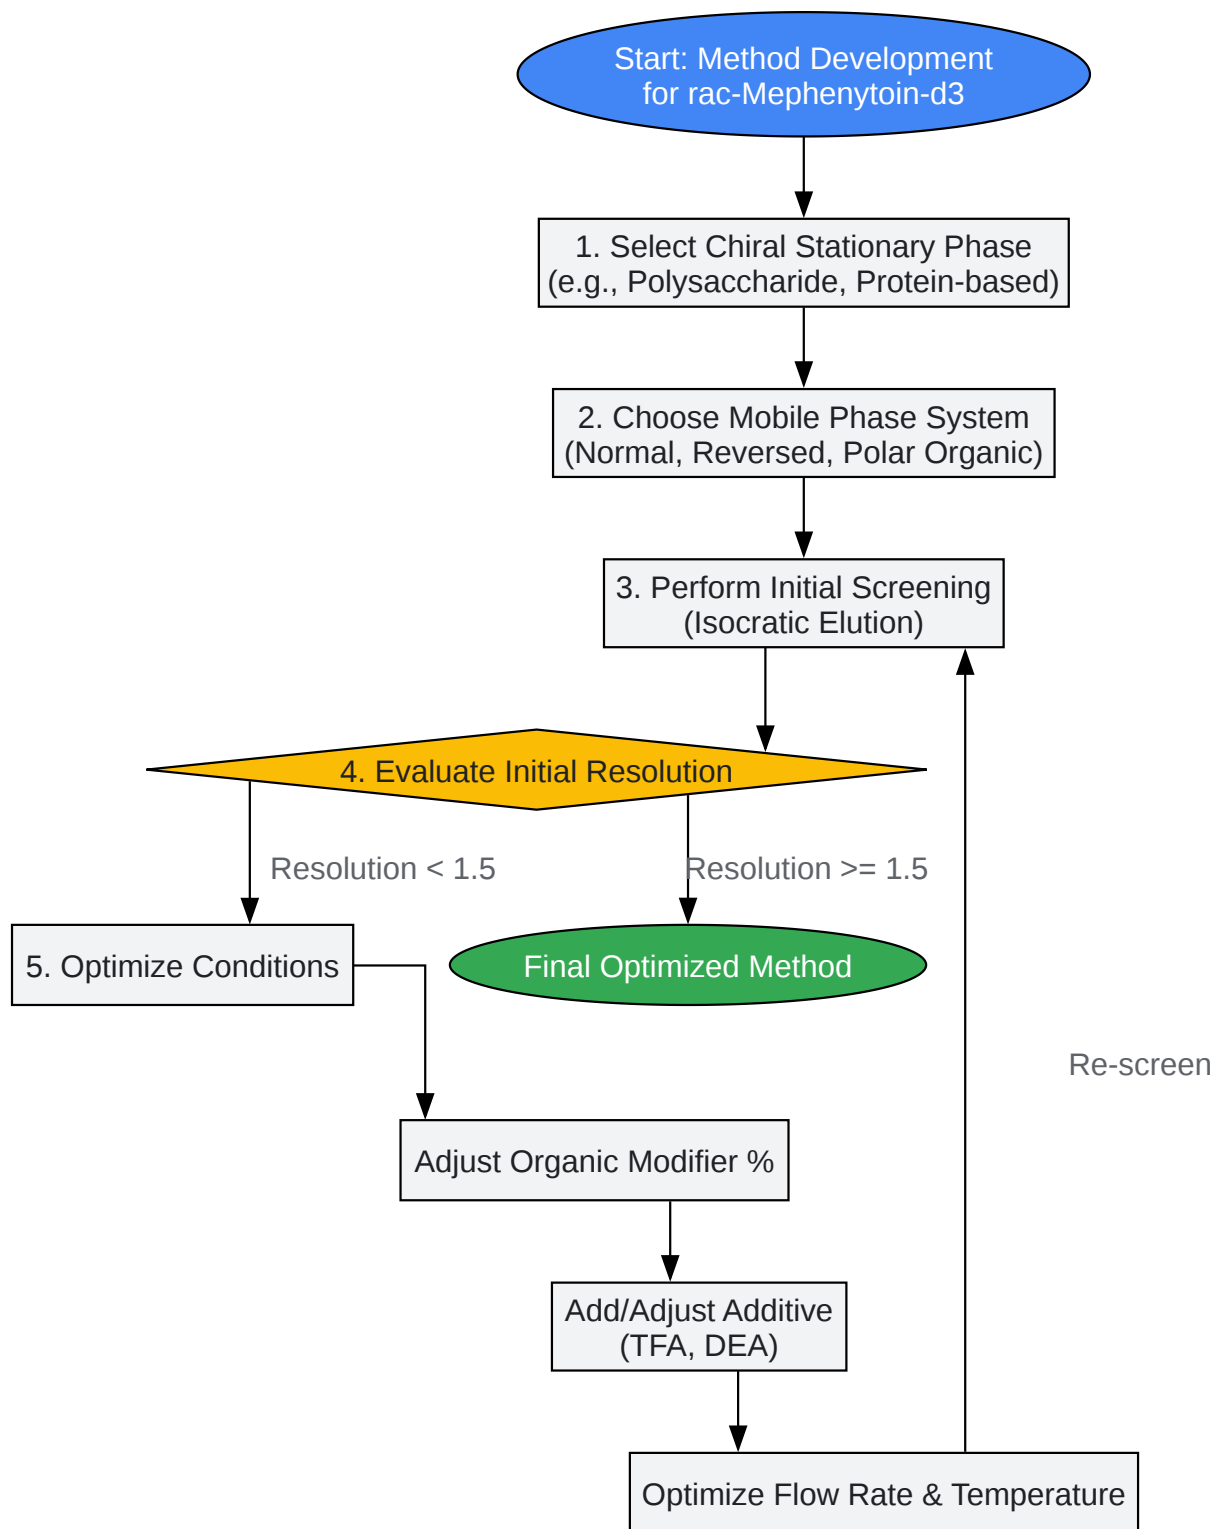 Start: Method Development
for rac-Mephenytoin-d3
1. Select Chiral Stationary Phase
(e.g., Polysaccharide, Protein-based)
2. Choose Mobile Phase System
(Normal, Reversed, Polar Organic)
3. Perform Initial Screening
(Isocratic Elution)
4. Evaluate Initial Resolution
Resolution < 1.5
Resolution >= 1.5
5. Optimize Conditions
Final Optimized Method
Re-screen
Adjust Organic Modifier %
Add/Adjust Additive
(TFA, DEA)
Optimize Flow Rate & Temperature